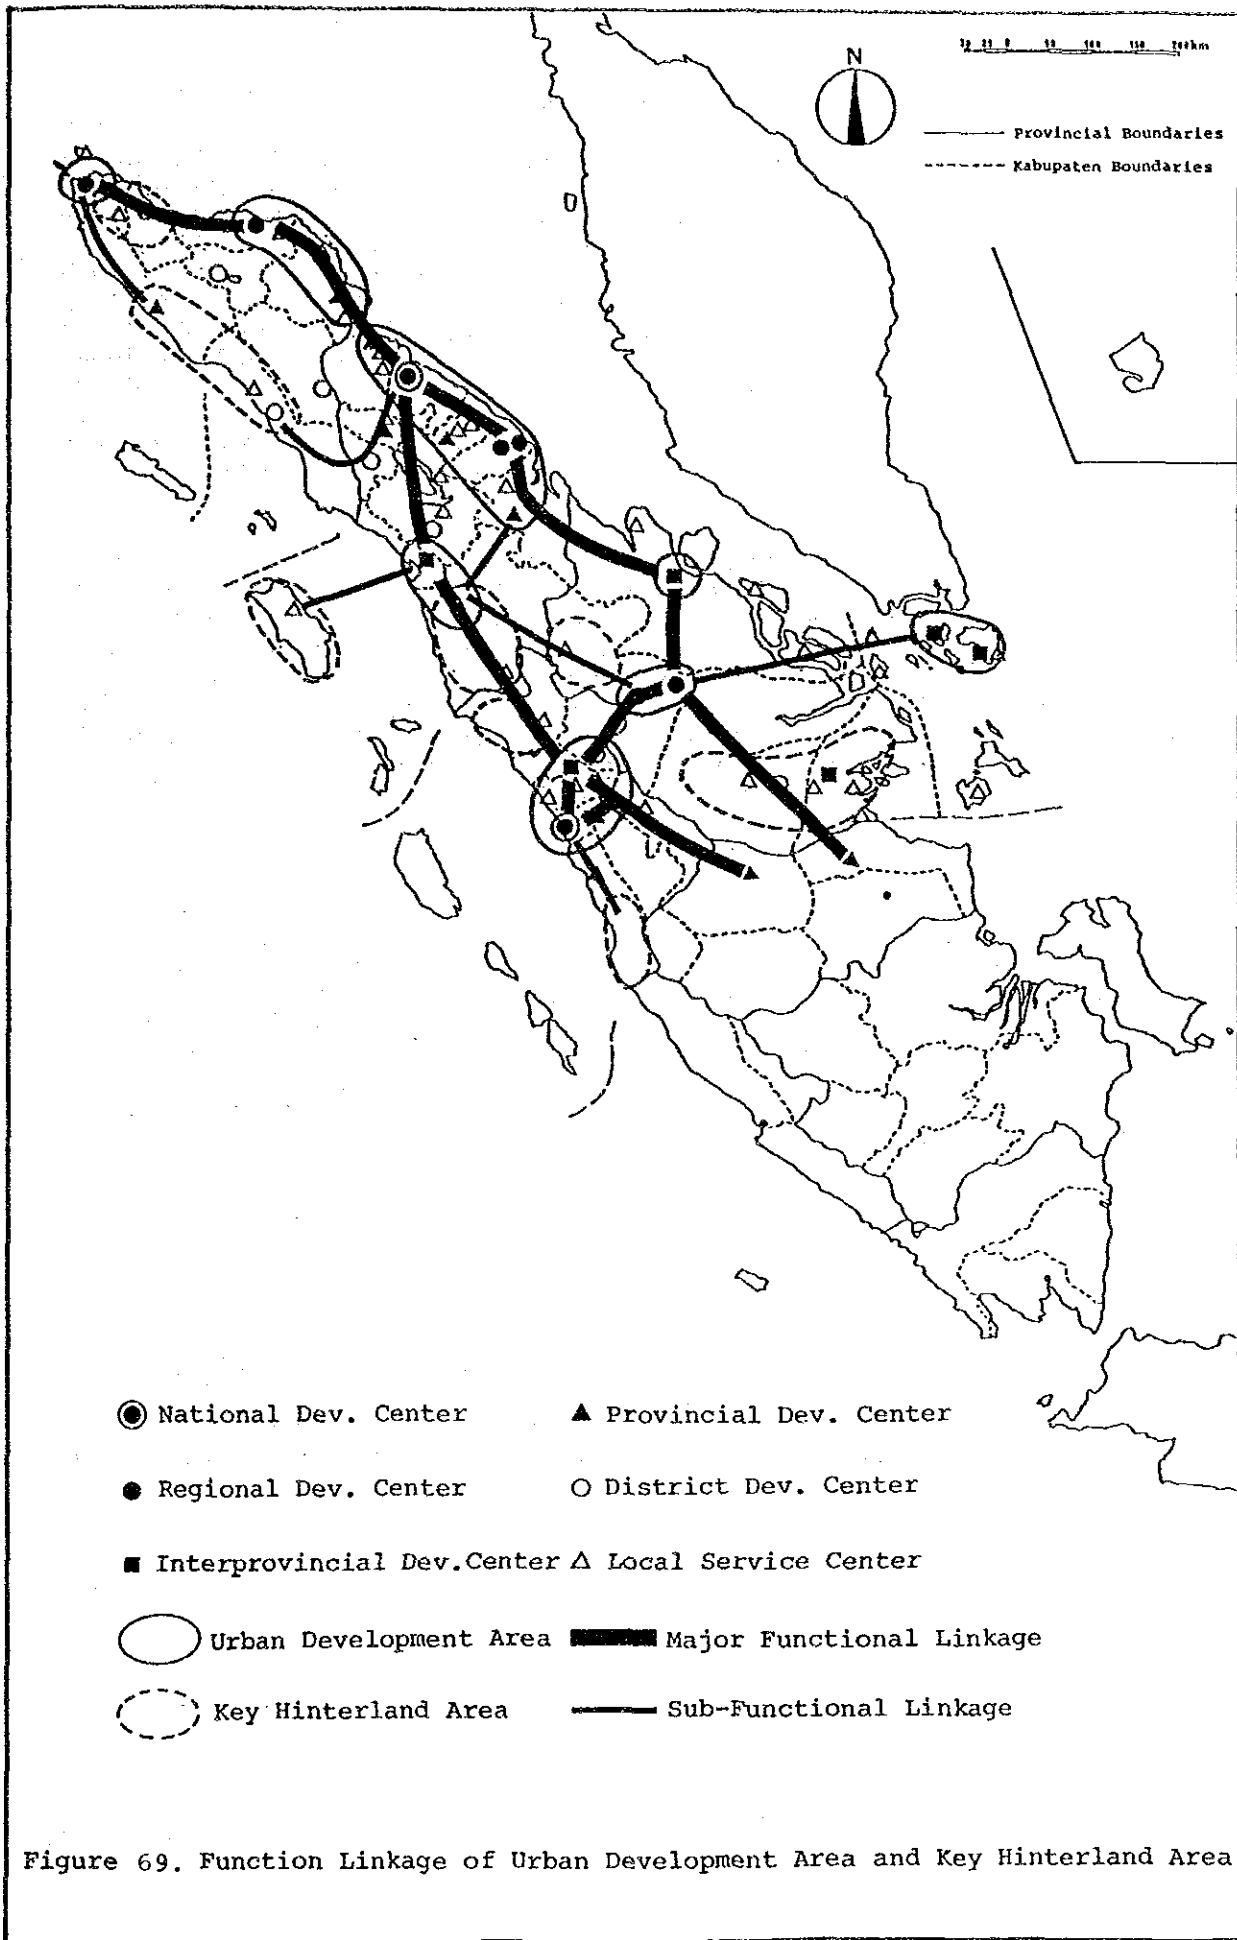 N
Provincial Boundaries
Kabupaten Boundaries
National Dev. Center
Provincial Dev. Center
Regional Dev. Center
District Dev. Center
Interprovincial Dev.Center
Local Service Center
Urban Development Area
Major Functional Linkage
Key Hinterland Area
Sub-Functional Linkage
Figure 69. Function Linkage of Urban Development Area and Key Hinterland Area